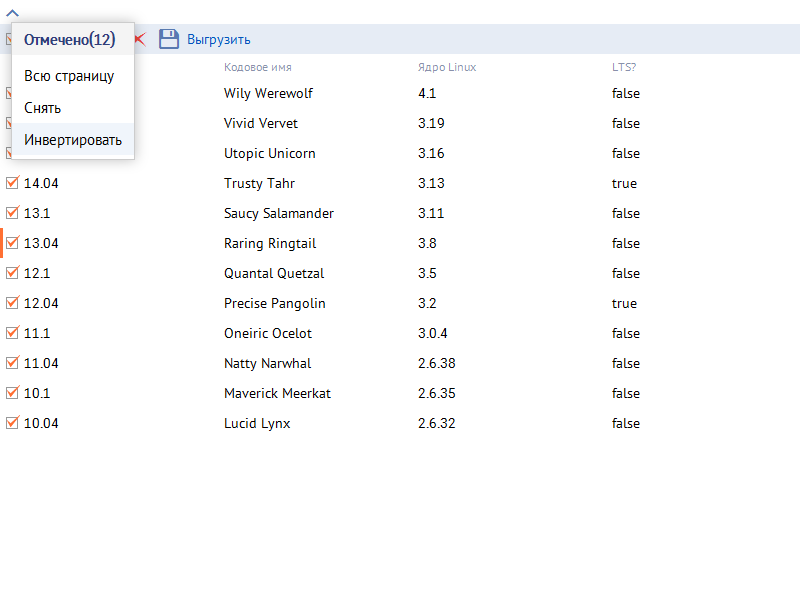 Отмечено(12) Выгрузить
Всю страницу
Снять
Инвертировать
Кодовое имя Ядро Linux LTS?
Wily Werewolf 4.1 false
Vivid Vervet 3.19 false
Utopic Unicorn 3.16 false
14.04 Trusty Tahr 3.13 true
13.1 Saucy Salamander 3.11 false
13.04 Raring Ringtail 3.8 false
12.1 Quantal Quetzal 3.5 false
12.04 Precise Pangolin 3.2 true
11.1 Oneiric Ocelot 3.0.4 false
11.04 Natty Narwhal 2.6.38 false
10.1 Maverick Meerkat 2.6.35 false
10.04 Lucid Lynx 2.6.32 false